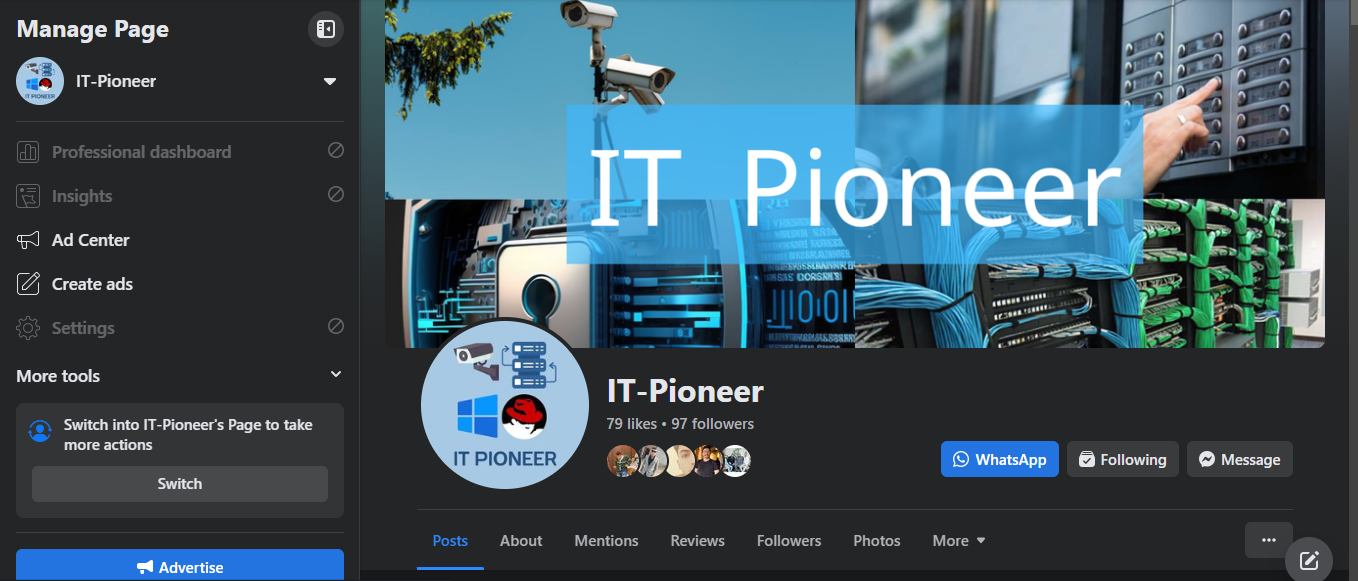 Manage Page
IT-Pioneer
IT PIONEER
Professional dashboard
Insights
Ad Center
Create ads
Settings
More tools
Switch into IT-Pioneer's Page to take
more actions
Switch
Advertise
IT Pioneer
IT PIONEER
IT-Pioneer
79 likes • 97 followers
WhatsApp
Following
Message
Posts
About
Mentions
Reviews
Followers
Photos
More